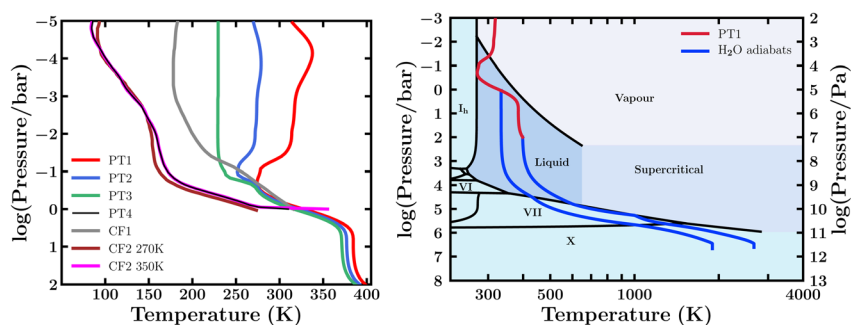 log(Pressure/bar)
-5
-4
-3
-2
-1
0
1
2
PT1
PT2
PT3
PT4
CF1
CF2 270K
CF2 350K
100 150 200 250 300 350 400
Temperature (K)
log(Pressure/bar)
-3
-2
-1
0
1
2
3
4
5
6
7
8
PT1
H₂O adiabats
Vapour
Iₕ
Liquid
Supercritical
VI
VII
X
300 500 1000 4000
Temperature (K)
2
3
4
5
6
7
8
9
10
11
12
13
log(Pressure/Pa)